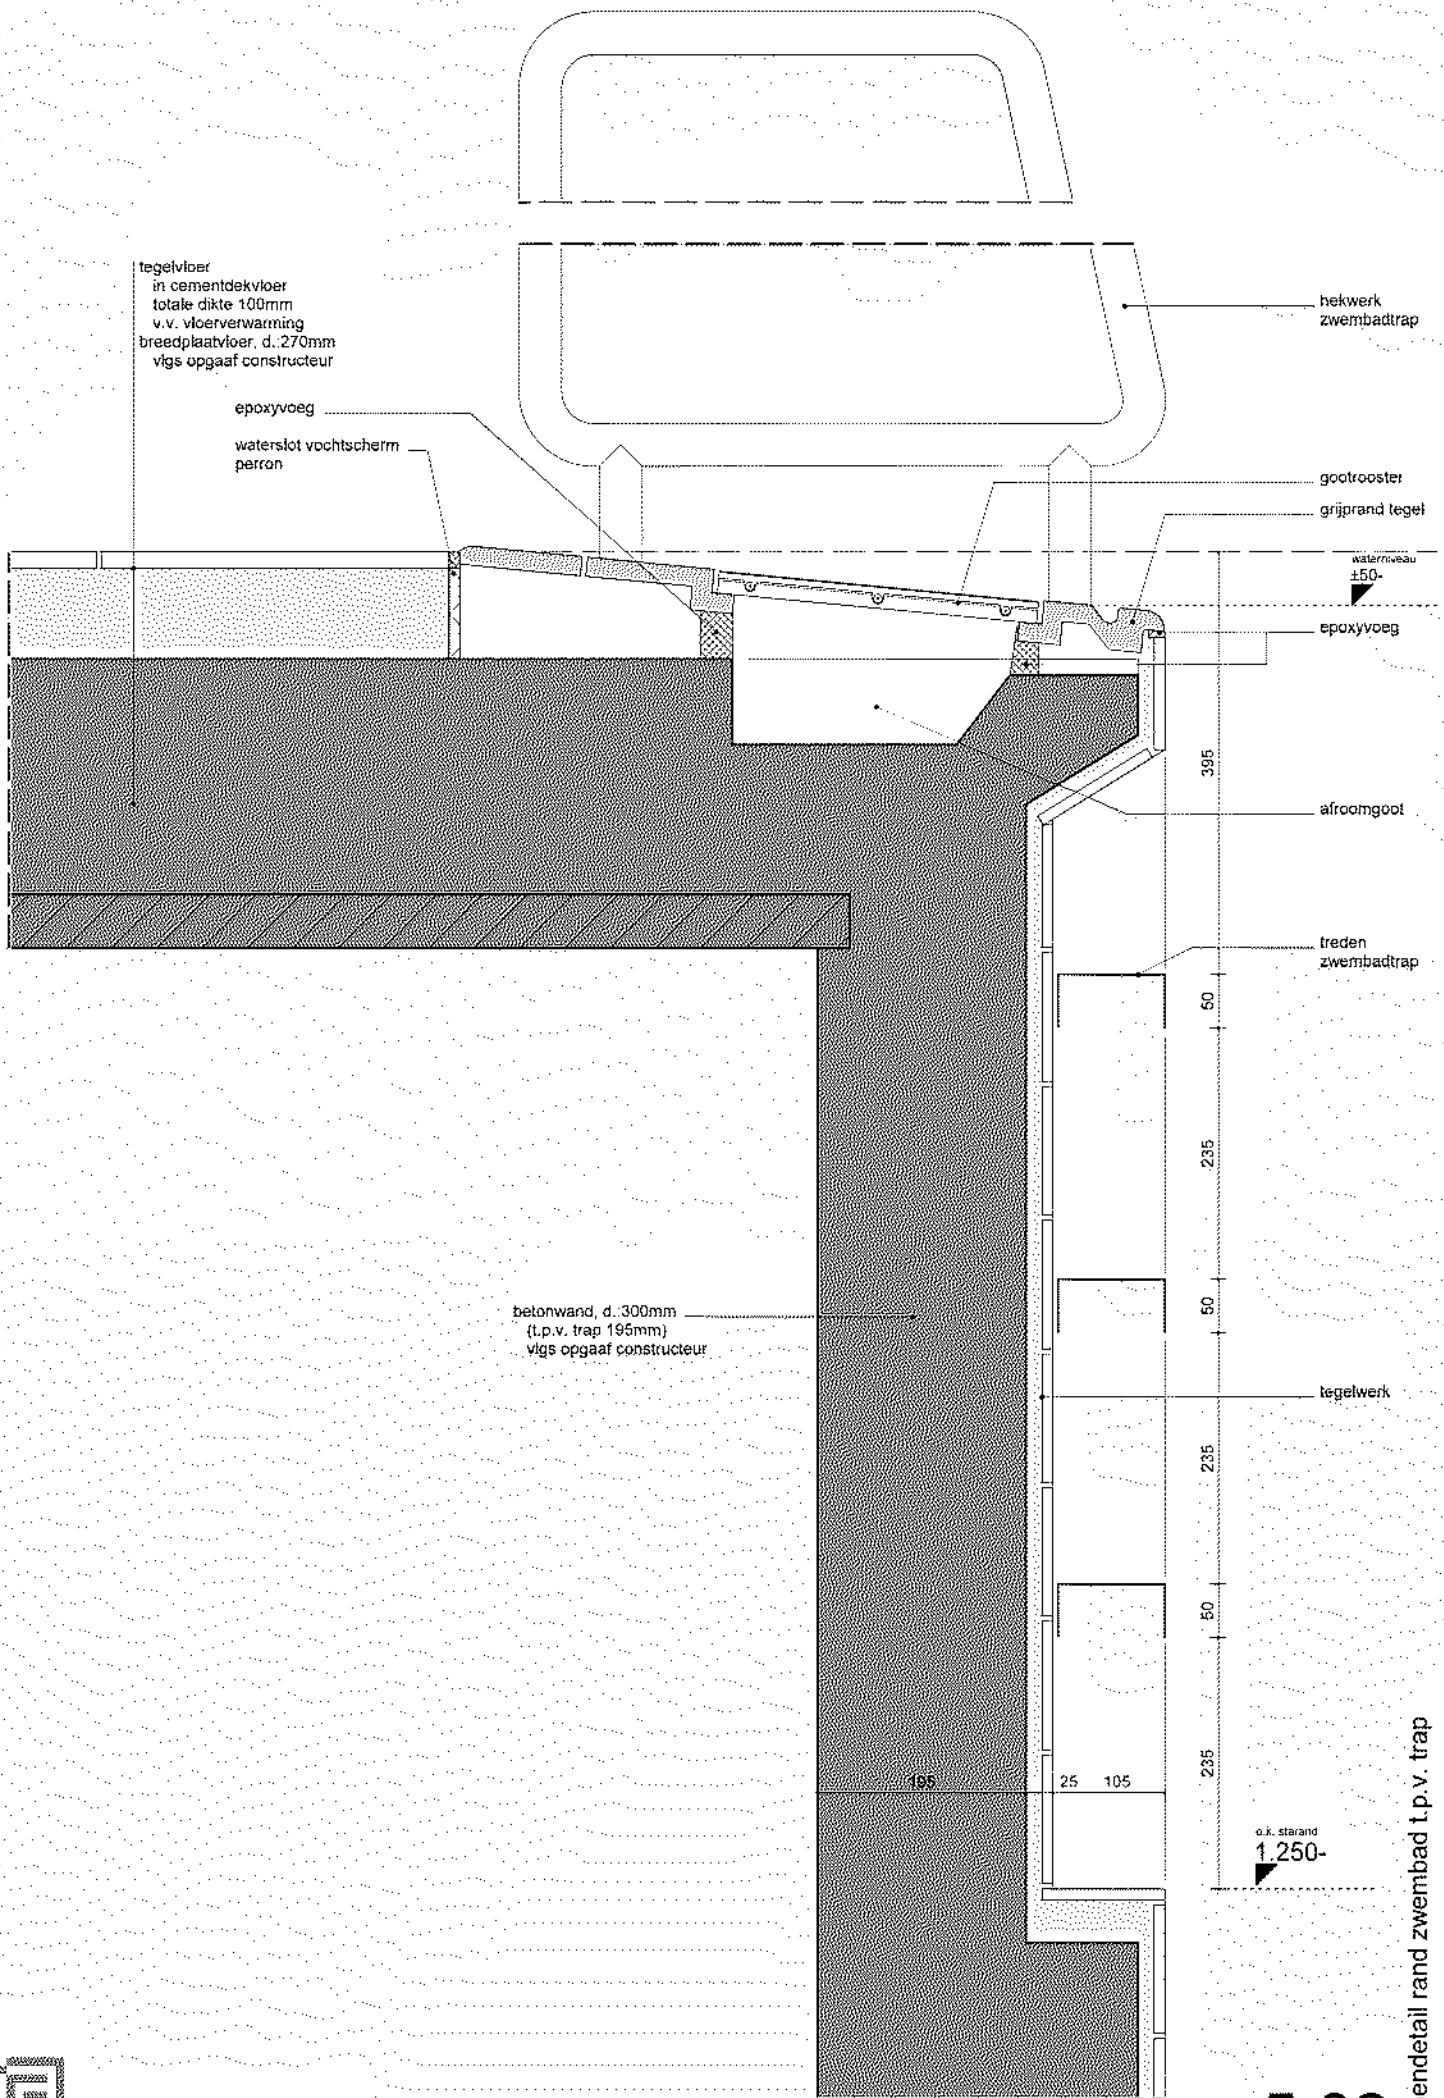 tegelvloer
in cementdekvloer
totale dikte 100mm
v.v. vloerverwarming
breedplaatvloer, d.:270mm
vlgs opgaaf constructeur
epoxyvoeg
waterslot vochtscherm
perron
hekwerk
zwembadtrap
gootrooster
grijprand tegel
waterniveau
±50-
epoxyvoeg
395
afroomgoot
treden
zwembadtrap
50
235
50
betonwand, d.:300mm
(t.p.v. trap 195mm)
vlgs opgaaf constructeur
tegelwerk
235
50
235
195
25
105
o.k. starand
1.250-
endetail rand zwembad t.p.v. trap